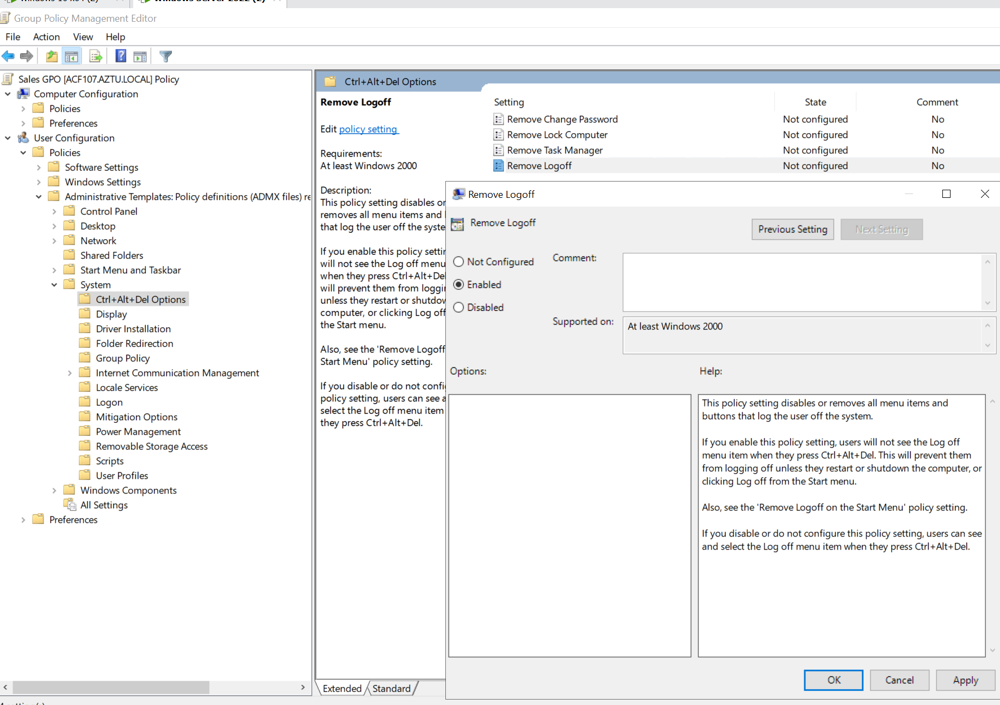 Group Policy Management Editor
File Action View Help
Sales GPO [ACF107.AZTU.LOCAL] Policy
Computer Configuration
Policies
Preferences
User Configuration
Policies
Software Settings
Windows Settings
Administrative Templates: Policy definitions (ADMX files) re
Control Panel
Desktop
Network
Shared Folders
Start Menu and Taskbar
System
Ctrl+Alt+Del Options
Display
Driver Installation
Folder Redirection
Group Policy
Internet Communication Management
Locale Services
Logon
Mitigation Options
Power Management
Removable Storage Access
Scripts
User Profiles
Windows Components
All Settings
Preferences
Ctrl+Alt+Del Options
Remove Logoff
Edit policy setting
Requirements:
At least Windows 2000
Description:
This policy setting disables or
removes all menu items and
that log the user off the syste
If you enable this policy settin
will not see the Log off menu
when they press Ctrl+Alt+De
will prevent them from loggi
unless they restart or shutdow
computer, or clicking Log off
the Start menu.
Also, see the 'Remove Logoff
Start Menu' policy setting.
If you disable or do not confi
policy setting, users can see a
select the Log off menu item
they press Ctrl+Alt+Del.
Extended Standard
Setting State Comment
Remove Change Password Not configured No
Remove Lock Computer Not configured No
Remove Task Manager Not configured No
Remove Logoff Not configured No
Remove Logoff
Remove Logoff
Previous Setting Next Setting
Not Configured
Enabled
Disabled
Comment:
Supported on:
At least Windows 2000
Options:
Help:
This policy setting disables or removes all menu items and
buttons that log the user off the system.
If you enable this policy setting, users will not see the Log off
menu item when they press Ctrl+Alt+Del. This will prevent them
from logging off unless they restart or shutdown the computer, or
clicking Log off from the Start menu.
Also, see the 'Remove Logoff on the Start Menu' policy setting.
If you disable or do not configure this policy setting, users can see
and select the Log off menu item when they press Ctrl+Alt+Del.
OK Cancel Apply